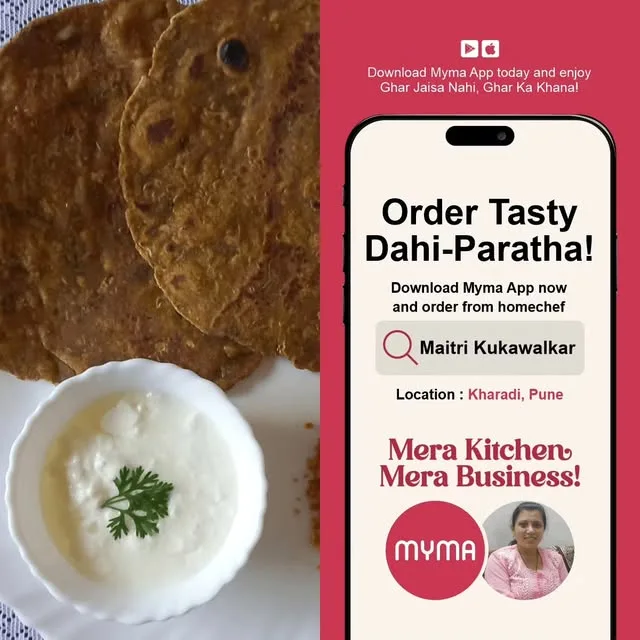 Download Myma App today and enjoy
Ghar Jaisa Nahi, Ghar Ka Khana!
Order Tasty
Dahi-Paratha!
Download Myma App now
and order from homechef
Maitri Kukawalkar
Location : Kharadi, Pune
Mera Kitchen
Mera Business!
MYMA